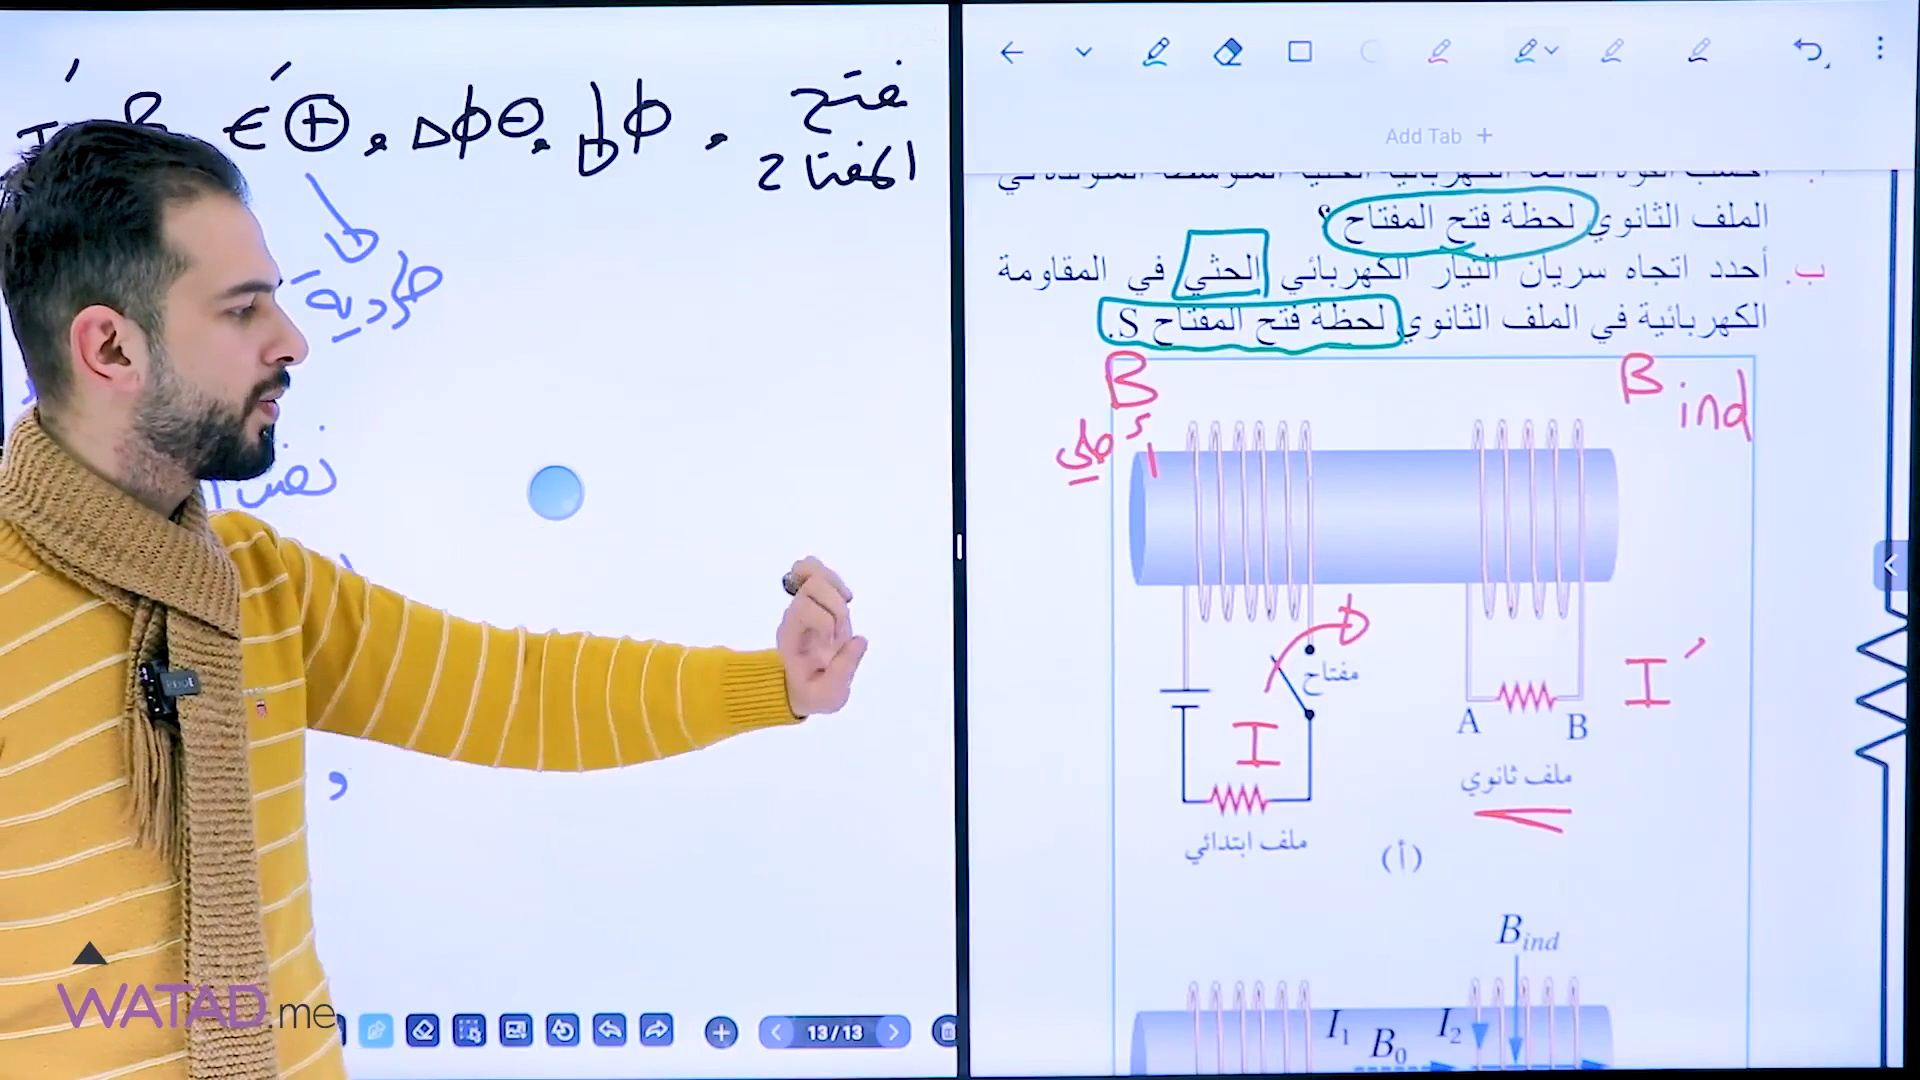 فتح
المفتاح
، ↓ϕ ، Δϕ⊖ ، ε′⊕
طردية
نفس
Add Tab +
الملف الثانوي لحظة فتح المفتاح؟
ب. أحدد اتجاه سريان التيار الكهربائي الحثي في المقاومة
الكهربائية في الملف الثانوي لحظة فتح المفتاح S.
B
B ind
مفتاح
I
I′
A
B
ملف ثانوي
ملف ابتدائي
(أ)
Bind
I1
I2
B0
WATAD.me
13/13